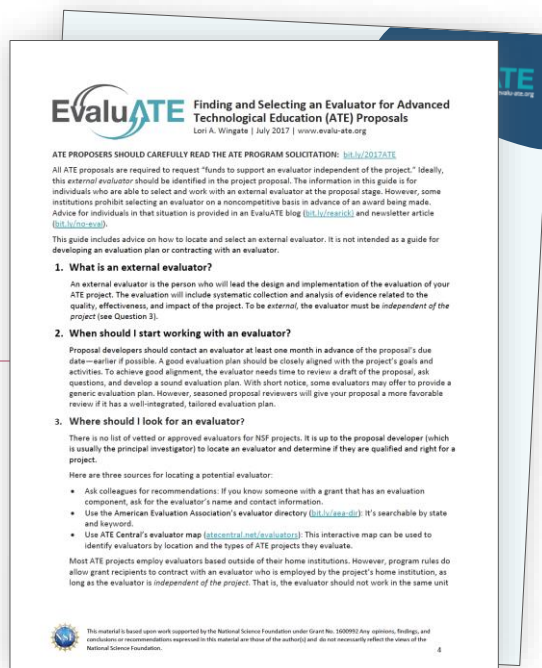 EvaluATE
Finding and Selecting an Evaluator for Advanced
Technological Education (ATE) Proposals
Lori A. Wingate | July 2017 | www.evalu-ate.org
TE
evalu-ate.org
ATE PROPOSERS SHOULD CAREFULLY READ THE ATE PROGRAM SOLICITATION: bit.ly/2017ATE
All ATE proposals are required to request "funds to support an evaluator independent of the project." Ideally,
this external evaluator should be identified in the project proposal. The information in this guide is for
individuals who are able to select and work with an external evaluator at the proposal stage. However, some
institutions prohibit selecting an evaluator on a noncompetitive basis in advance of an award being made.
Advice for individuals in that situation is provided in an EvaluATE blog (bit.ly/rearick) and newsletter article
(bit.ly/no-eval).
This guide includes advice on how to locate and select an external evaluator. It is not intended as a guide for
developing an evaluation plan or contracting with an evaluator.
1. What is an external evaluator?
An external evaluator is the person who will lead the design and implementation of the evaluation of your
ATE project. The evaluation will include systematic collection and analysis of evidence related to the
quality, effectiveness, and impact of the project. To be external, the evaluator must be independent of the
project (see Question 3).
2. When should I start working with an evaluator?
Proposal developers should contact an evaluator at least one month in advance of the proposal's due
date—earlier if possible. A good evaluation plan should be closely aligned with the project's goals and
activities. To achieve good alignment, the evaluator needs time to review a draft of the proposal, ask
questions, and develop a sound evaluation plan. With short notice, some evaluators may offer to provide a
generic evaluation plan. However, seasoned proposal reviewers will give your proposal a more favorable
review if it has a well-integrated, tailored evaluation plan.
3. Where should I look for an evaluator?
There is no list of vetted or approved evaluators for NSF projects. It is up to the proposal developer (which
is usually the principal investigator) to locate an evaluator and determine if they are qualified and right for a
project.
Here are three sources for locating a potential evaluator:
• Ask colleagues for recommendations: If you know someone with a grant that has an evaluation
component, ask for the evaluator's name and contact information.
• Use the American Evaluation Association's evaluator directory (bit.ly/aea-dir): It's searchable by state
and keyword.
• Use ATE Central's evaluator map (atecentral.net/evaluators): This interactive map can be used to
identify evaluators by location and the types of ATE projects they evaluate.
Most ATE projects employ evaluators based outside of their home institutions. However, program rules do
allow grant recipients to contract with an evaluator who is employed by the project's home institution, as
long as the evaluator is independent of the project. That is, the evaluator should not work in the same unit
NSF
This material is based upon work supported by the National Science Foundation under Grant No. 1600992 Any opinions, findings, and
conclusions or recommendations expressed in this material are those of the author(s) and do not necessarily reflect the views of the
National Science Foundation.
4